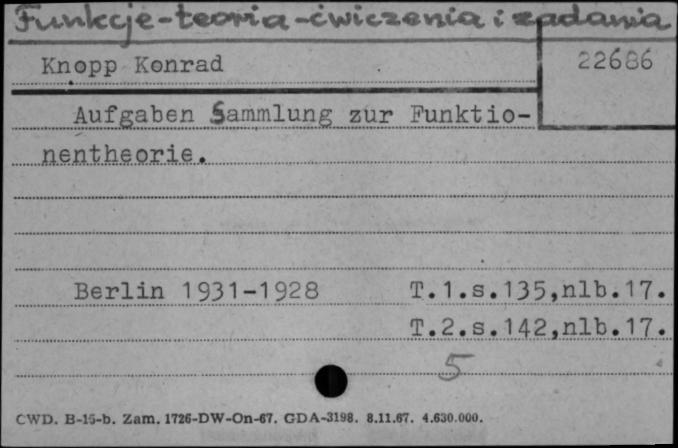 Funkcje-teoria-ćwiczenia i zadania
Knopp Konrad
22686
Aufgaben Sammlung zur Funktio-
nentheorie.
Berlin 1931-1928
T.1.s.135,nlb.17.
T.2.s.142,nlb.17.
5
CWD. B-15-b. Zam. 1726-DW-On-67. GDA-3198. 8.11.67. 4.630.000.